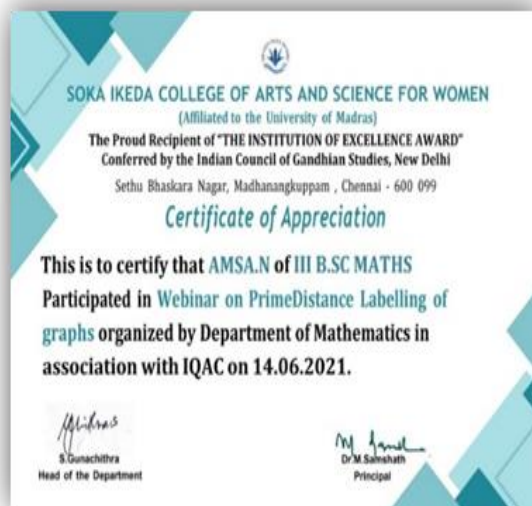 SOKA IKEDA COLLEGE OF ARTS AND SCIENCE FOR WOMEN
(Affiliated to the University of Madras)
The Proud Recipient of "THE INSTITUTION OF EXCELLENCE AWARD"
Conferred by the Indian Council of Gandhian Studies, New Delhi
Sethu Bhaskara Nagar, Madhanangkuppam , Chennai - 600 099
Certificate of Appreciation
This is to certify that AMSA.N of III B.SC MATHS
Participated in Webinar on PrimeDistance Labelling of
graphs organized by Department of Mathematics in
association with IQAC on 14.06.2021.
S.Gunachithra
Head of the Department
Dr.M.Samshath
Principal